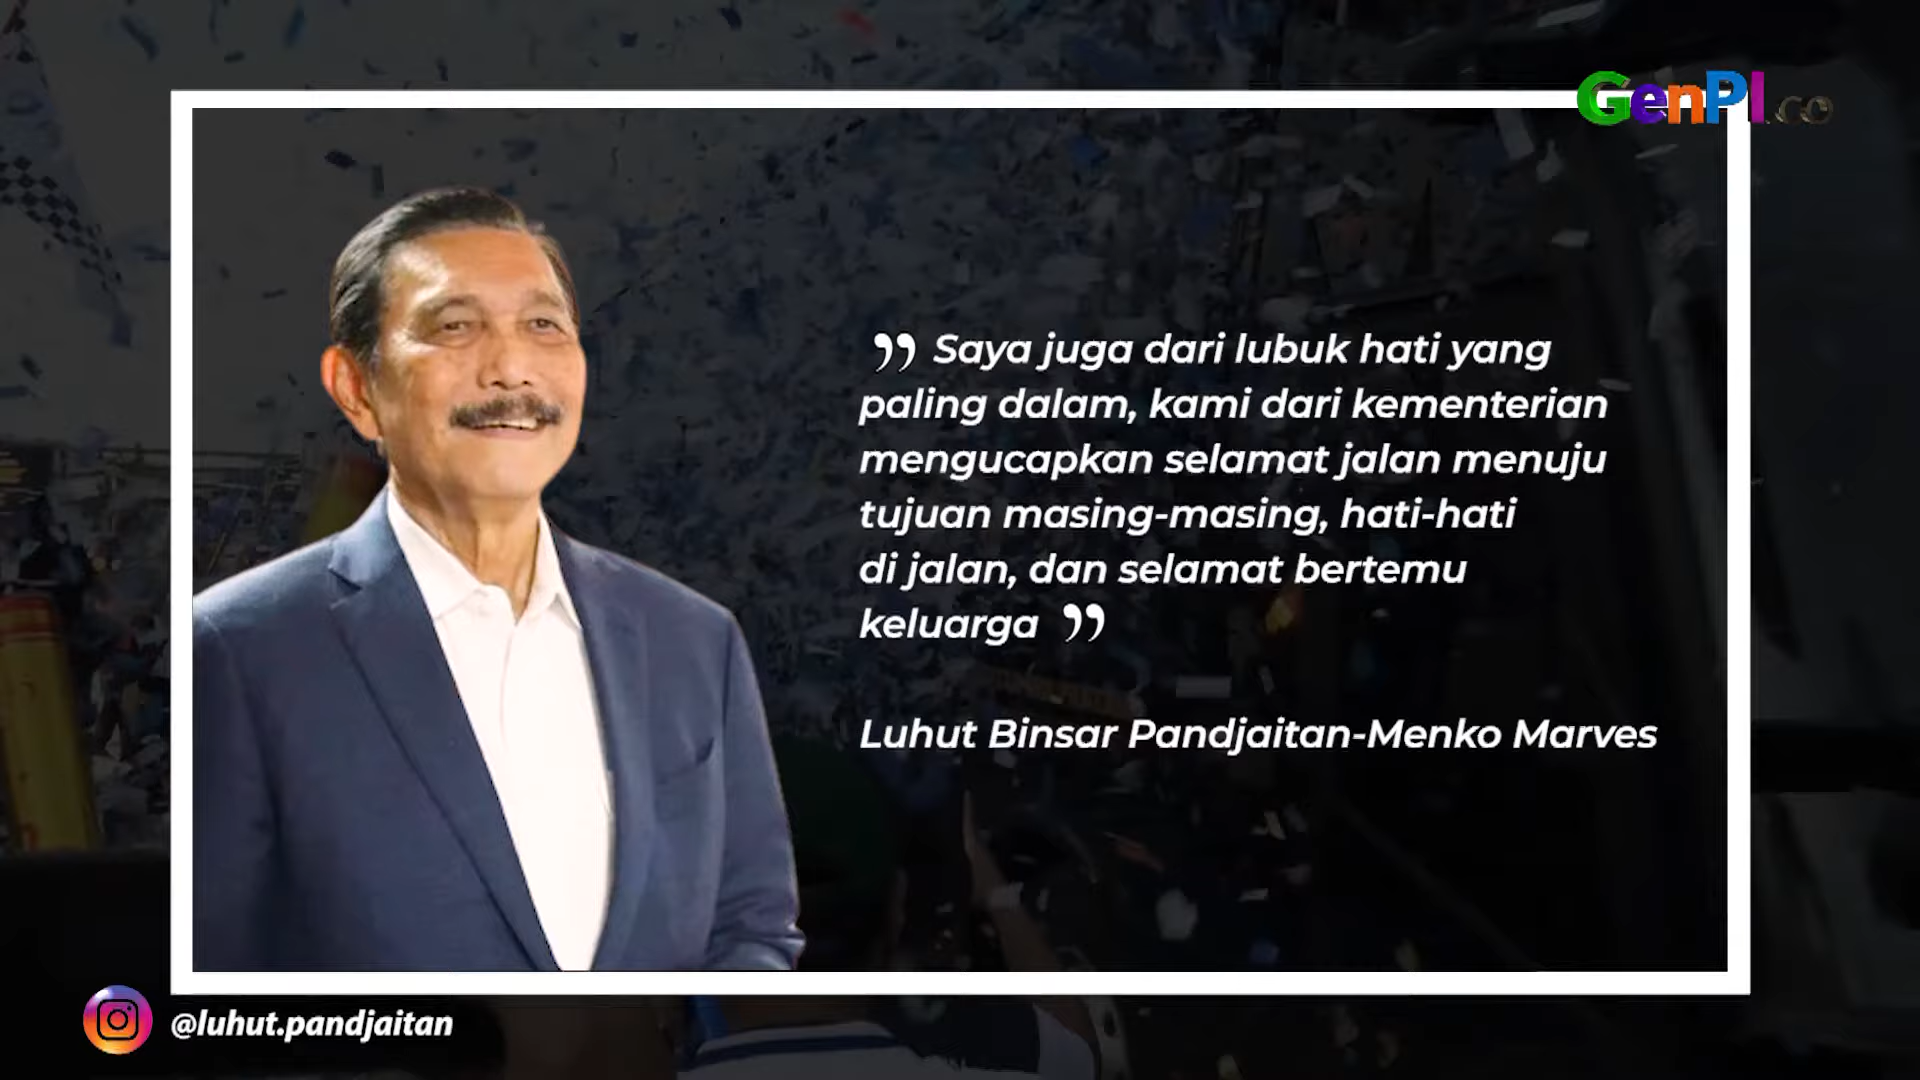 GenPI.co
” Saya juga dari lubuk hati yang
paling dalam, kami dari kementerian
mengucapkan selamat jalan menuju
tujuan masing-masing, hati-hati
di jalan, dan selamat bertemu
keluarga ”
Luhut Binsar Pandjaitan-Menko Marves
@luhut.pandjaitan